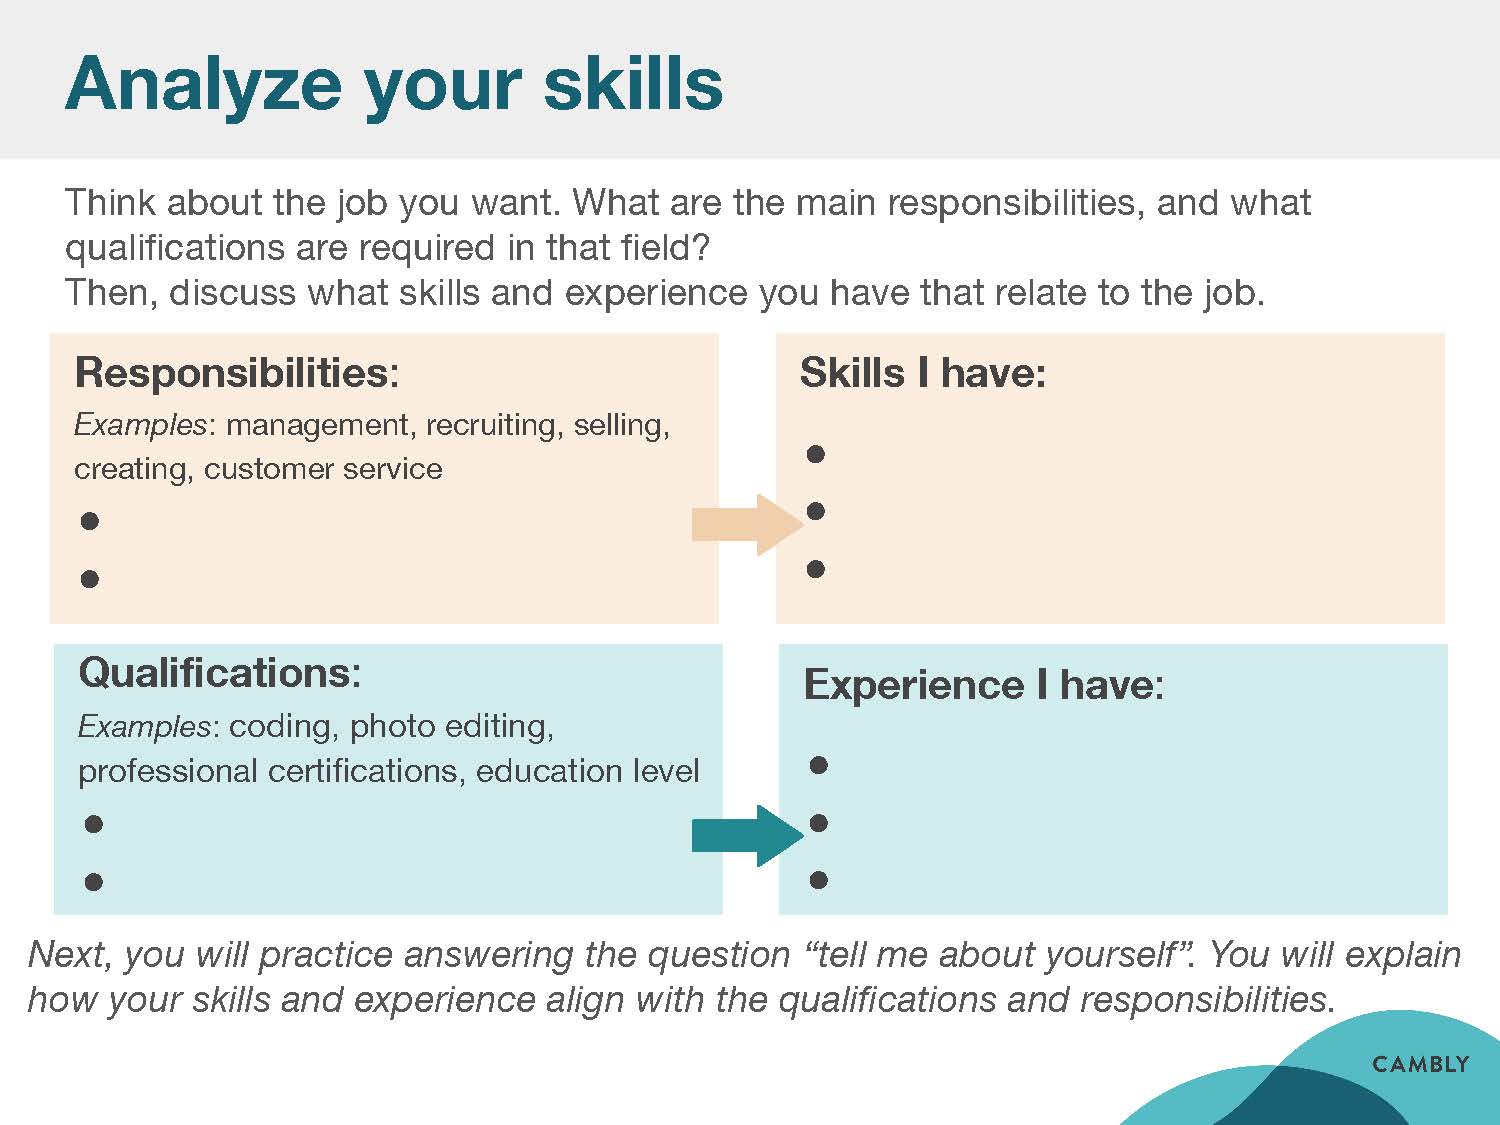 Analyze your skills
Think about the job you want. What are the main responsibilities, and what
qualifications are required in that field?
Then, discuss what skills and experience you have that relate to the job.
Responsibilities:
Examples: management, recruiting, selling,
creating, customer service
●
●
Skills I have:
●
●
●
Qualifications:
Examples: coding, photo editing,
professional certifications, education level
●
●
Experience I have:
●
●
●
Next, you will practice answering the question “tell me about yourself”. You will explain
how your skills and experience align with the qualifications and responsibilities.
CAMBLY